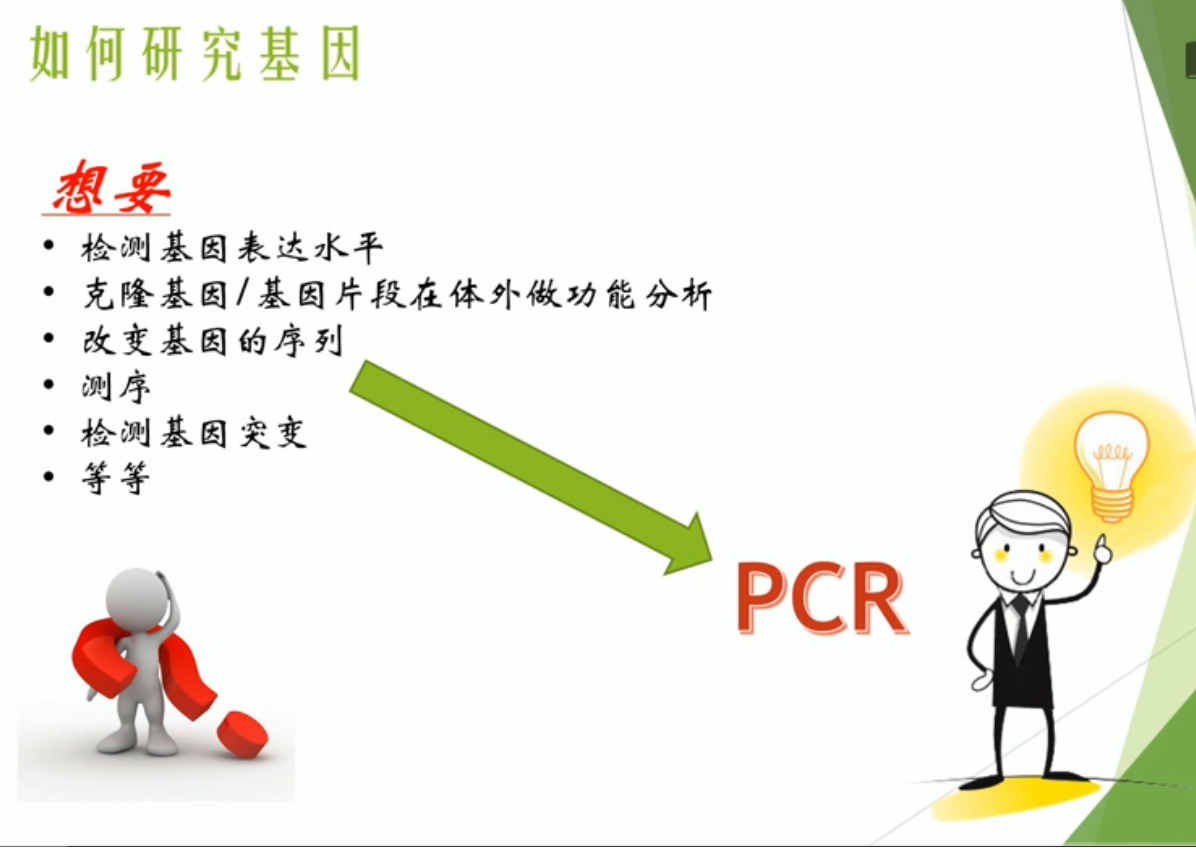 如何研究基因
想要
• 检测基因表达水平
• 克隆基因/基因片段在体外做功能分析
• 改变基因的序列
• 测序
• 检测基因突变
• 等等
PCR